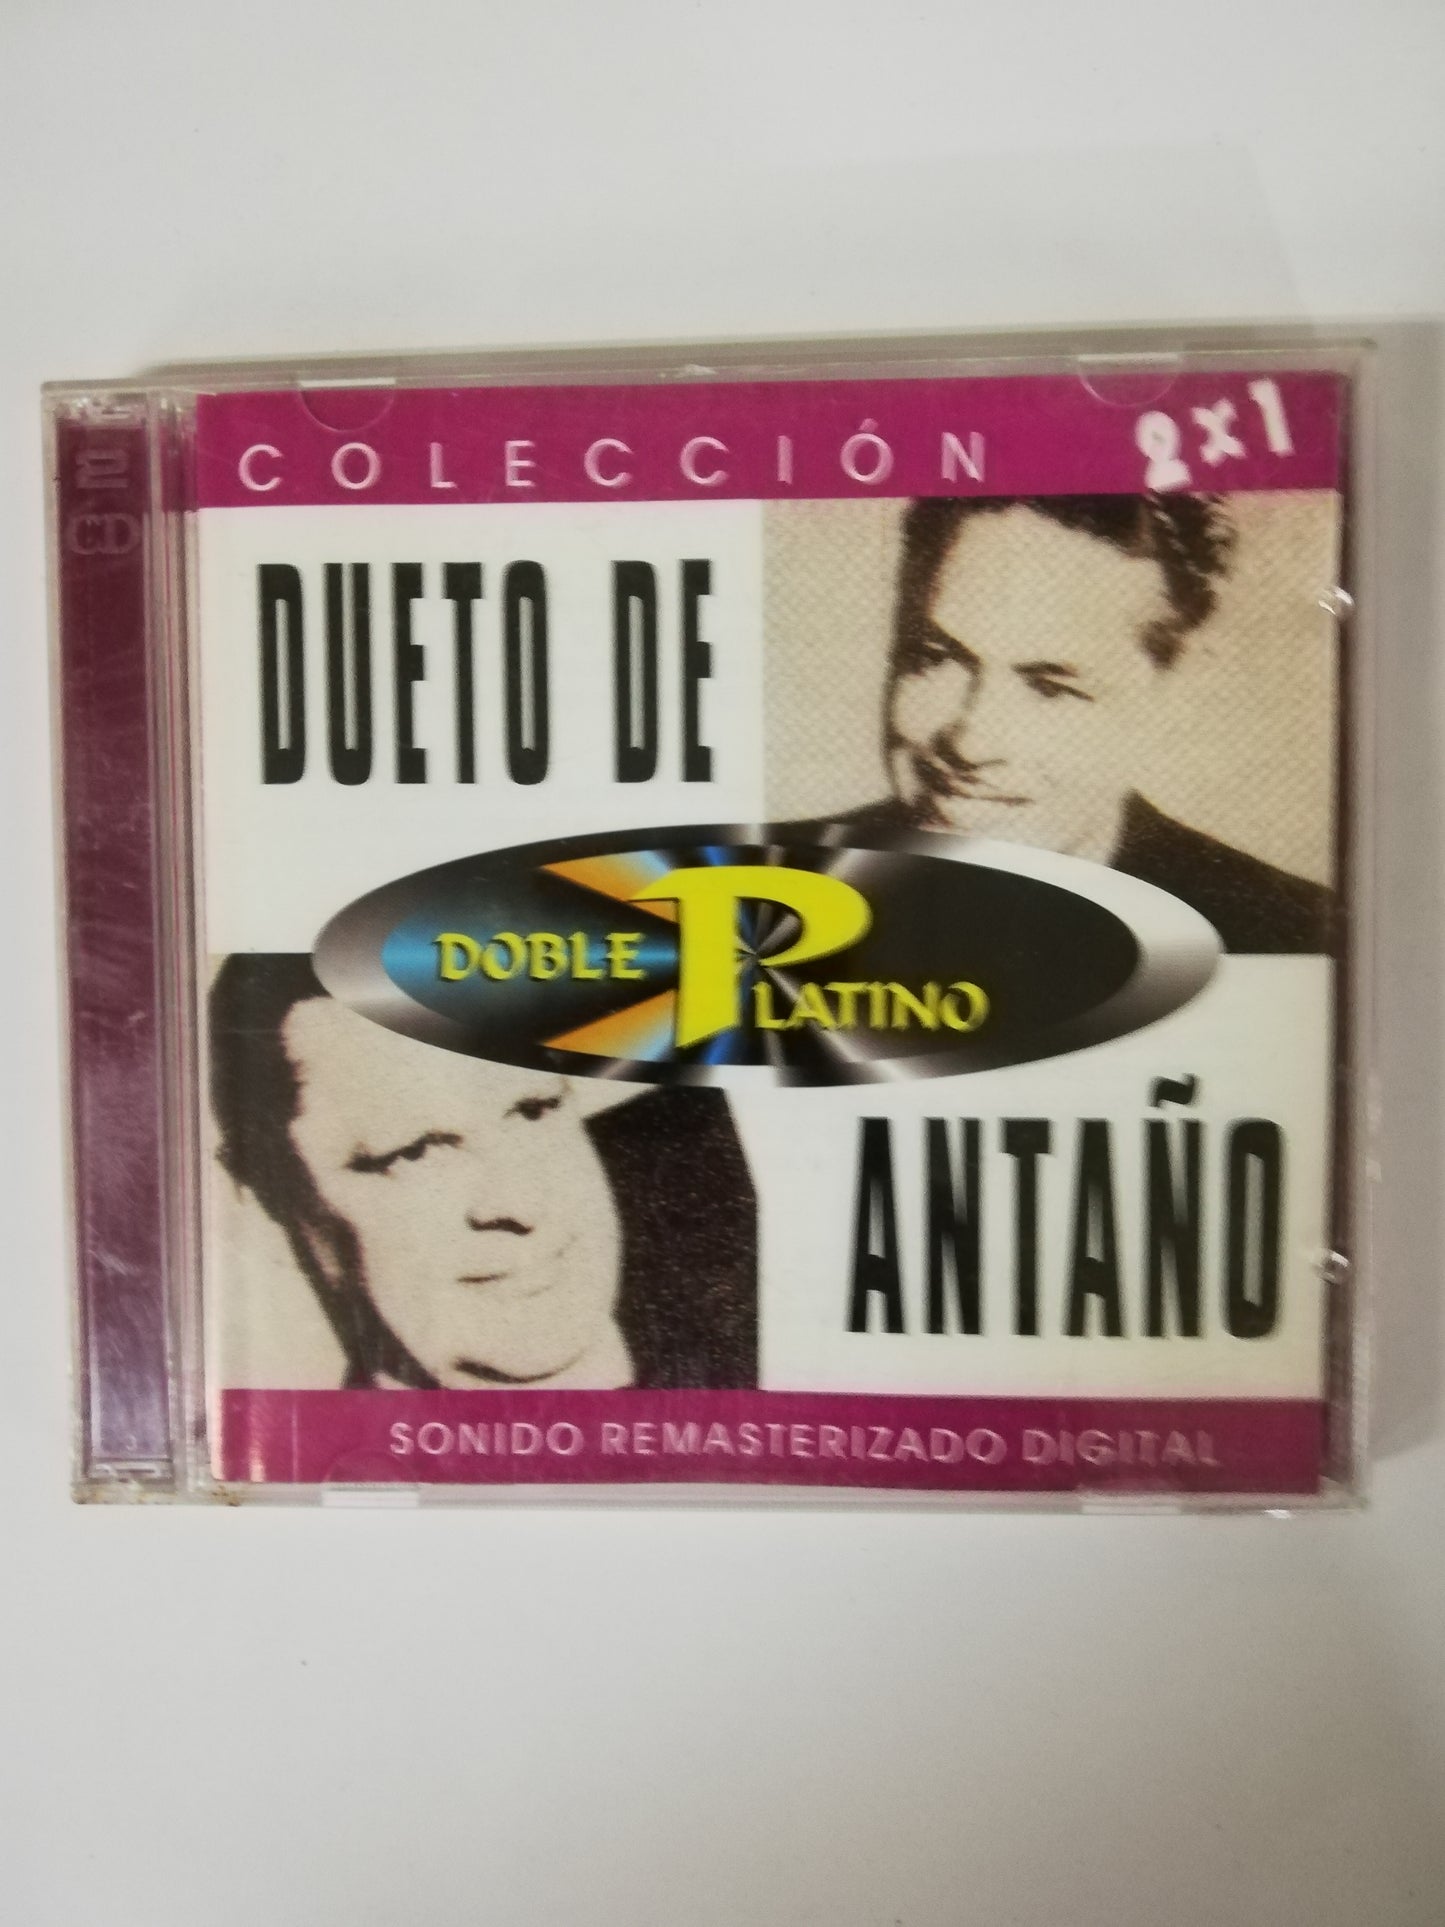 COLECCIÓN 2x1
2
CD
DUETO DE
DOBLE PLATINO
ANTAÑO
SONIDO REMASTERIZADO DIGITAL